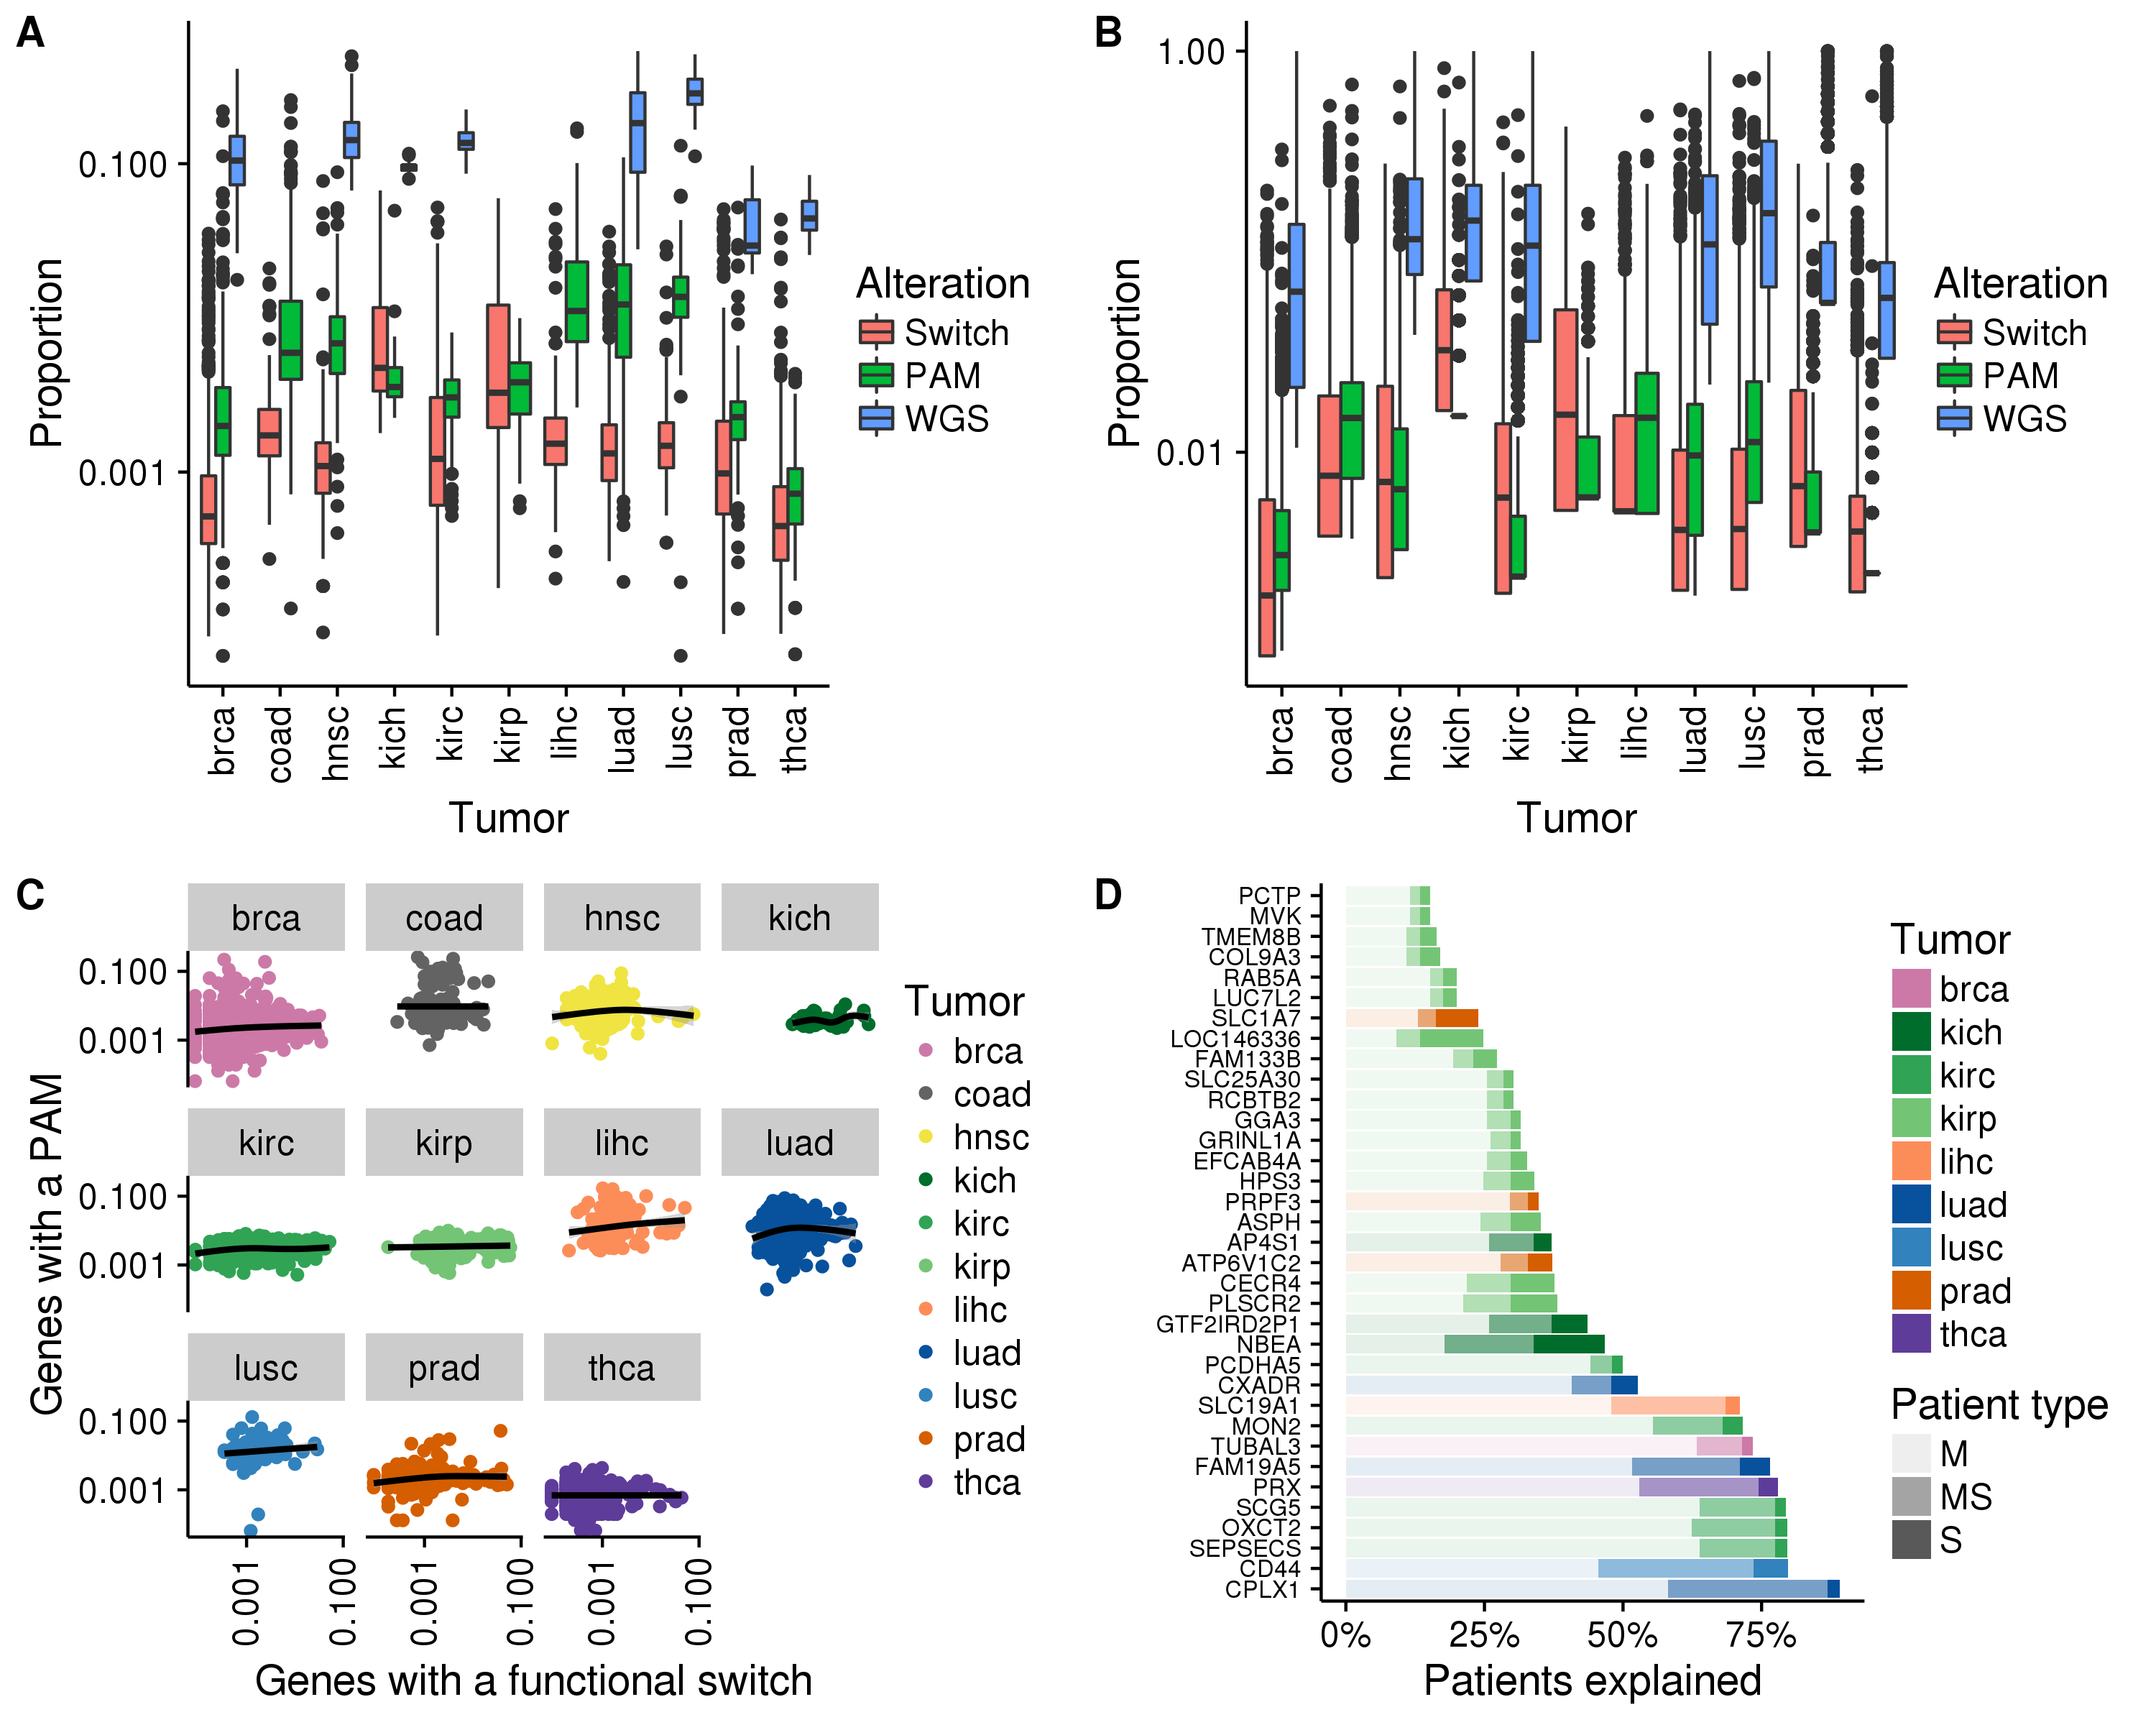 A
Proportion
0.100
0.001
brca
coad
hnsc
kich
kirc
kirp
lihc
luad
lusc
prad
thca
Tumor
Alteration
Switch
PAM
WGS
B
Proportion
1.00
0.01
brca
coad
hnsc
kich
kirc
kirp
lihc
luad
lusc
prad
thca
Tumor
Alteration
Switch
PAM
WGS
C
Genes with a PAM
brca
coad
hnsc
kich
0.100
0.001
kirc
kirp
lihc
luad
0.100
0.001
lusc
prad
thca
0.100
0.001
0.001
0.100
0.001
0.100
0.001
0.100
Genes with a functional switch
Tumor
brca
coad
hnsc
kich
kirc
kirp
lihc
luad
lusc
prad
thca
D
PCTP
MVK
TMEM8B
COL9A3
RAB5A
LUC7L2
SLC1A7
LOC146336
FAM133B
SLC25A30
RCBTB2
GGA3
GRINL1A
EFCAB4A
HPS3
PRPF3
ASPH
AP4S1
ATP6V1C2
CECR4
PLSCR2
GTF2IRD2P1
NBEA
PCDHA5
CXADR
SLC19A1
MON2
TUBAL3
FAM19A5
PRX
SCG5
OXCT2
SEPSECS
CD44
CPLX1
0%
25%
50%
75%
Patients explained
Tumor
brca
kich
kirc
kirp
lihc
luad
lusc
prad
thca
Patient type
M
MS
S